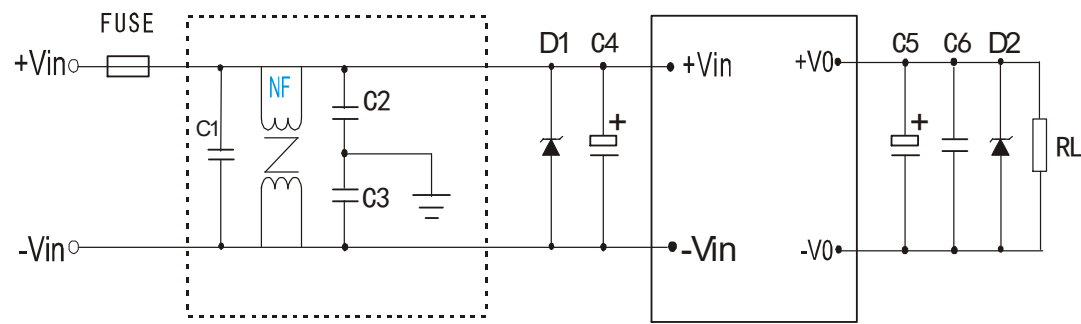 FUSE
D1 C4
C5 C6 D2
+Vin
NF
+Vin
+V0
C2
C1
+
+
RL
C3
-Vin
-Vin
-V0